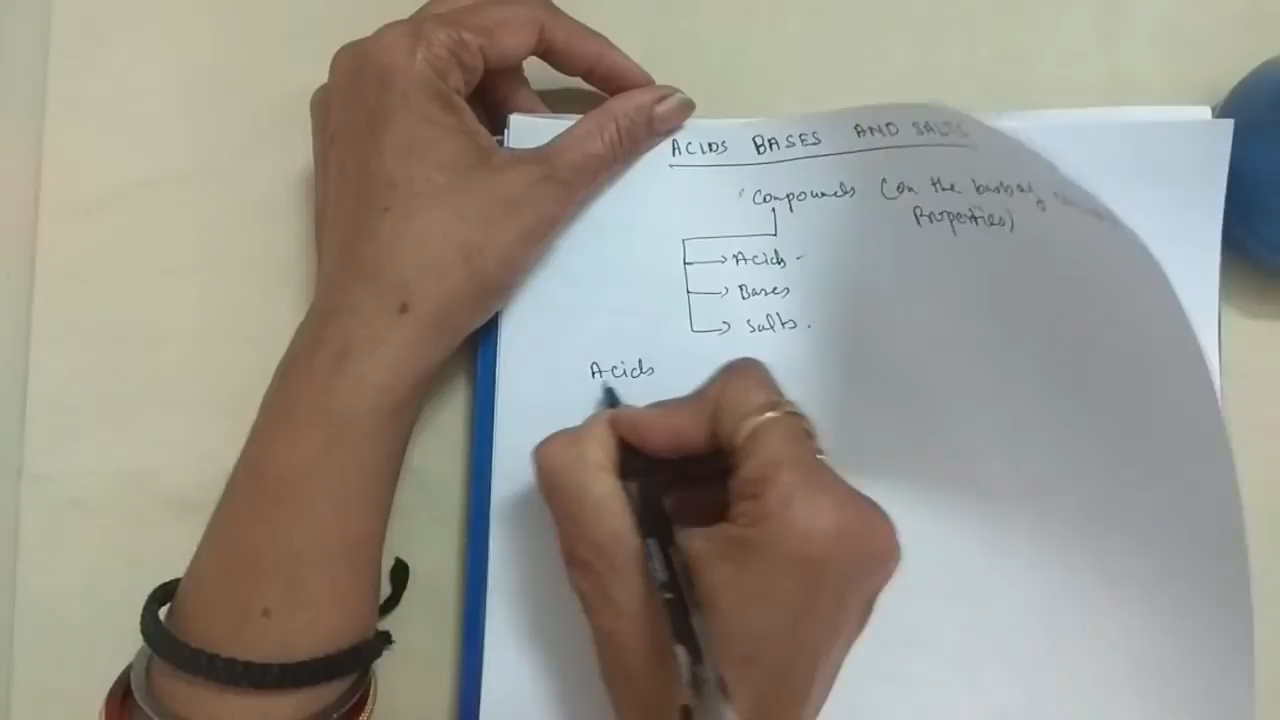 ACIDS BASES AND SALTS
Compounds (on the basis of
Properties)
Acids -
Bases
Salts.
Acids